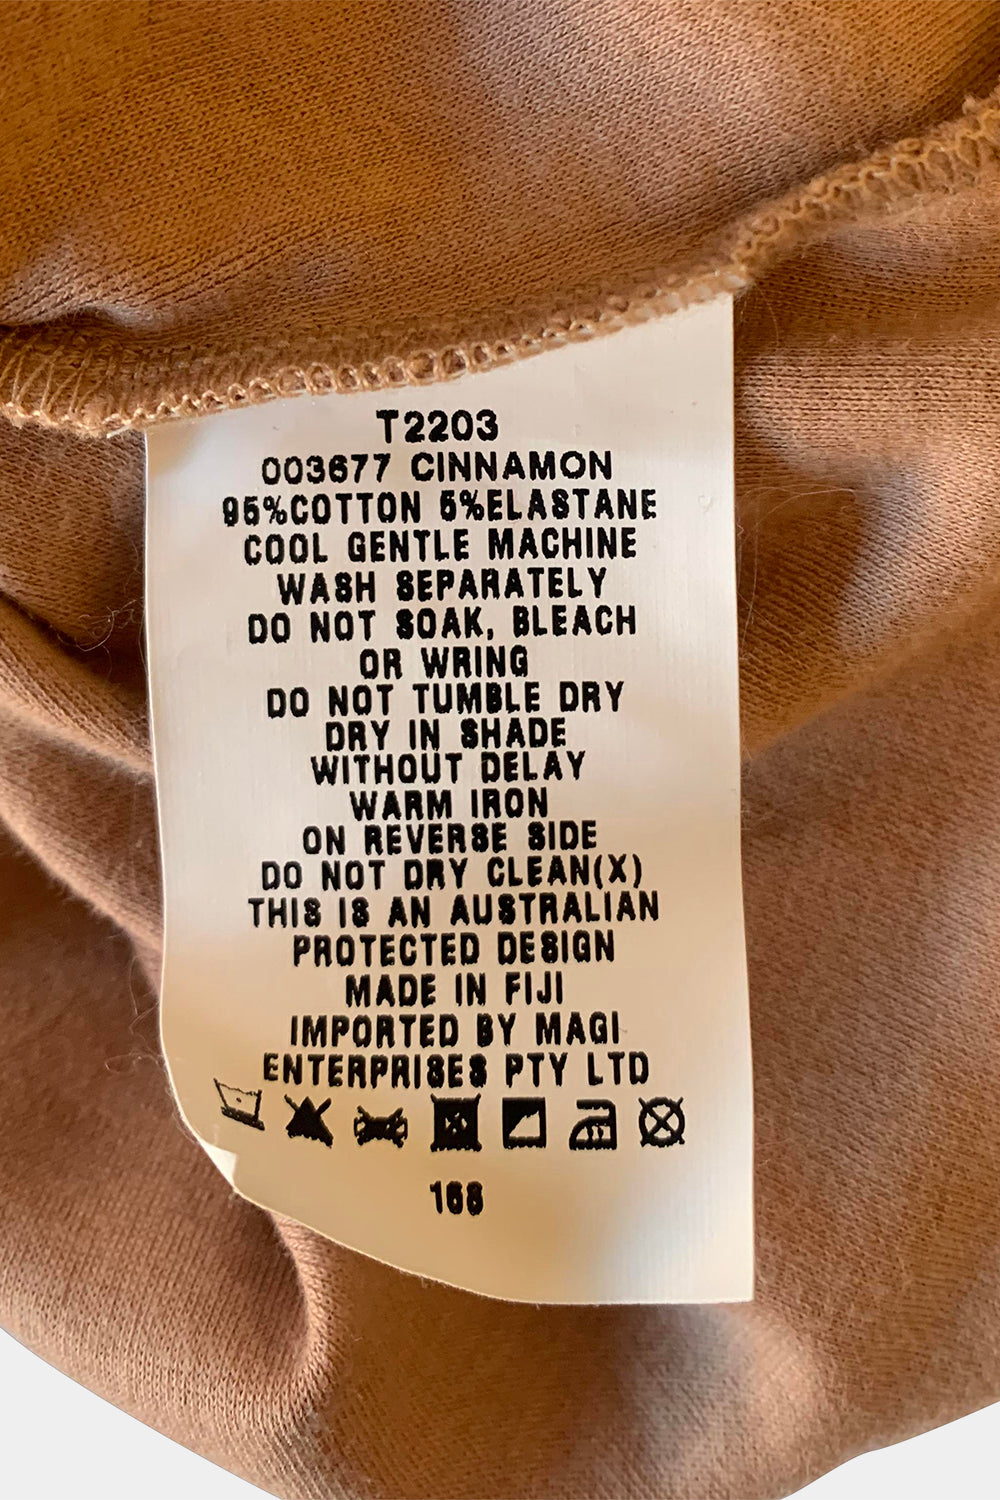 T2203
003677 CINNAMON
95%COTTON 5%ELASTANE
COOL GENTLE MACHINE
WASH SEPARATELY
DO NOT SOAK, BLEACH
OR WRING
DO NOT TUMBLE DRY
DRY IN SHADE
WITHOUT DELAY
WARM IRON
ON REVERSE SIDE
DO NOT DRY CLEAN(X)
THIS IS AN AUSTRALIAN
PROTECTED DESIGN
MADE IN FIJI
IMPORTED BY MAGI
ENTERPRISES PTY LTD
168